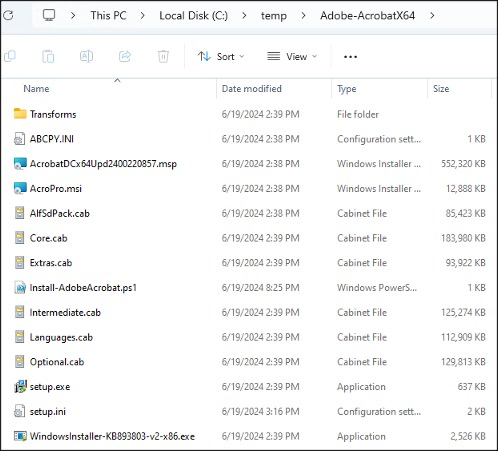 This PC > Local Disk (C:) > temp > Adobe-AcrobatX64 >
Sort View ...
Name Date modified Type Size
Transforms 6/19/2024 2:39 PM File folder
ABCPY.INI 6/19/2024 2:38 PM Configuration sett... 1 KB
AcrobatDCx64Upd2400220857.msp 6/19/2024 2:38 PM Windows Installer ... 552,320 KB
AcroPro.msi 6/19/2024 2:38 PM Windows Installer ... 12,888 KB
AlfSdPack.cab 6/19/2024 2:38 PM Cabinet File 85,423 KB
Core.cab 6/19/2024 2:39 PM Cabinet File 183,980 KB
Extras.cab 6/19/2024 2:39 PM Cabinet File 93,922 KB
Install-AdobeAcrobat.ps1 6/19/2024 8:25 PM Windows PowerS... 1 KB
Intermediate.cab 6/19/2024 2:39 PM Cabinet File 125,274 KB
Languages.cab 6/19/2024 2:39 PM Cabinet File 112,909 KB
Optional.cab 6/19/2024 2:39 PM Cabinet File 129,813 KB
setup.exe 6/19/2024 2:39 PM Application 637 KB
setup.ini 6/19/2024 3:16 PM Configuration sett... 2 KB
WindowsInstaller-KB893803-v2-x86.exe 6/19/2024 2:39 PM Application 2,526 KB